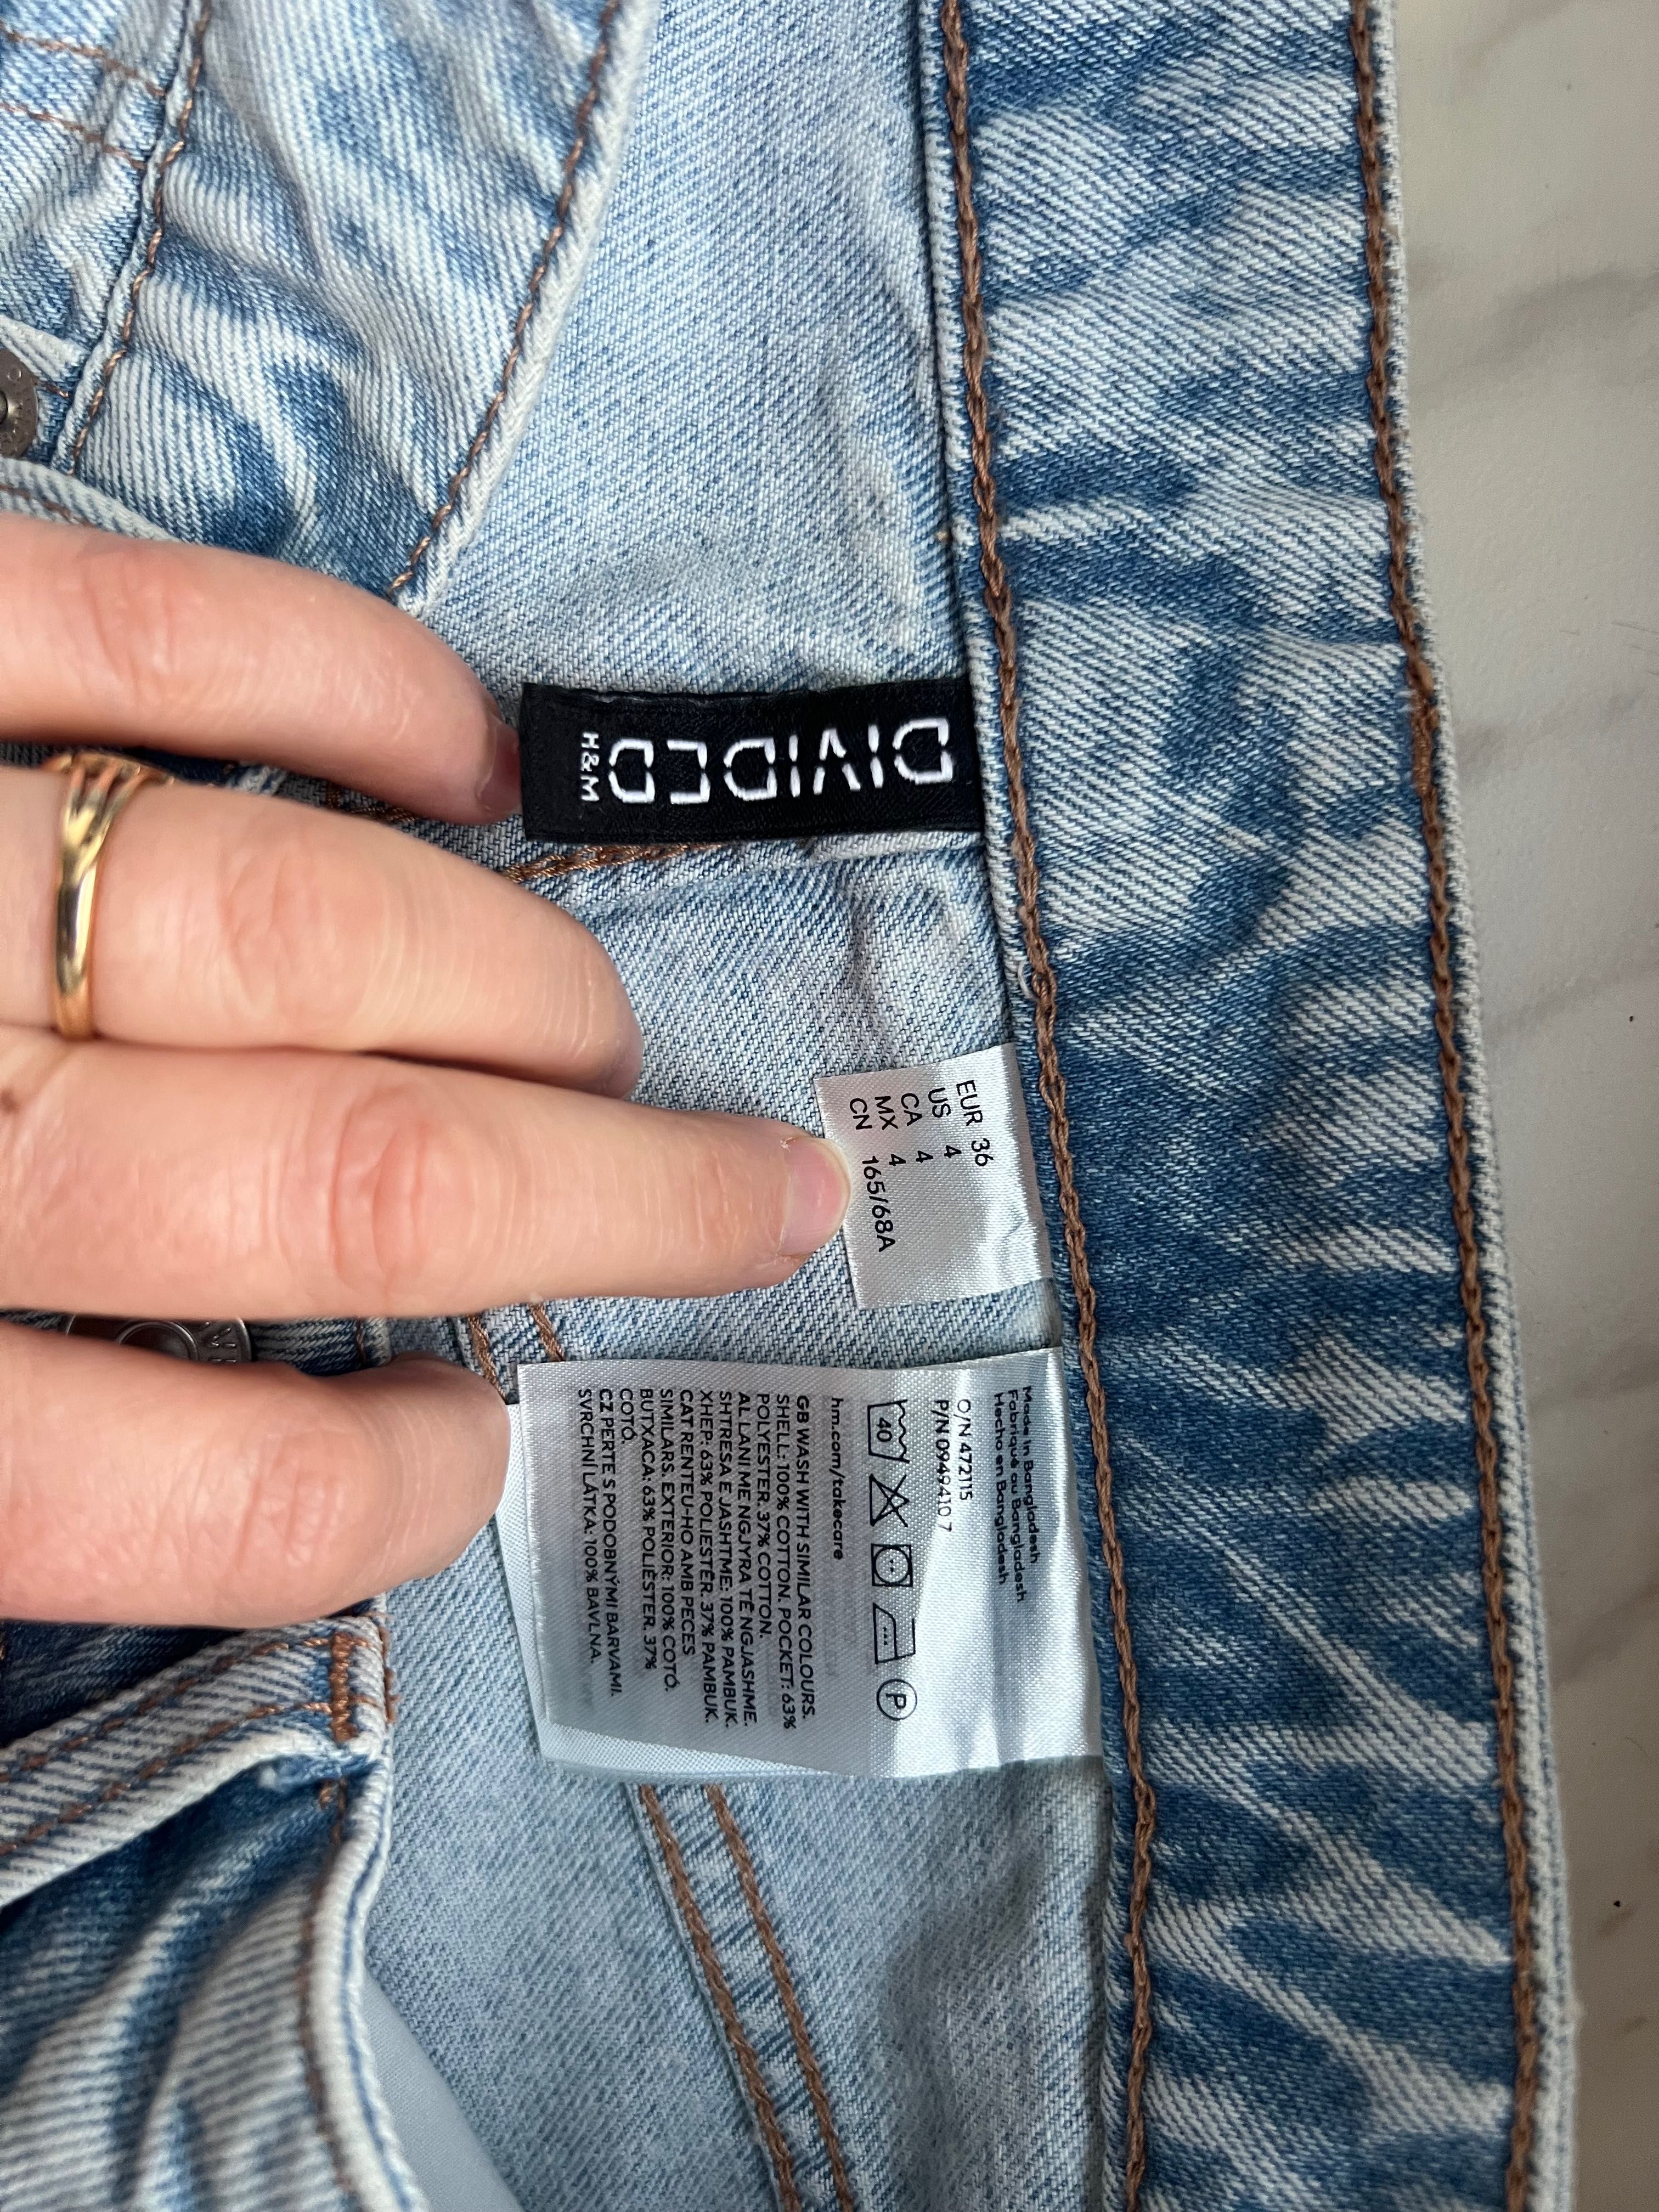 DIVIDED
H&M
EUR 36
US 4
CA 4
MX 4
CN 165/68A
Made in Bangladesh
Fabriqué au Bangladesh
Hecho en Bangladesh
O/N 472115
P/N 0949410 7
40
P
hm.com/takecare
GB WASH WITH SIMILAR COLOURS.
SHELL: 100% COTTON. POCKET: 63%
POLYESTER. 37% COTTON.
AL LANI ME NGJYRA TË NGJASHME.
SHTRESA E JASHTME: 100% PAMBUK.
XHEP: 63% POLIESTËR. 37% PAMBUK.
CAT RENTEU-HO AMB PECES
SIMILARS. EXTERIOR: 100% COTÓ.
BUTXACA: 63% POLIÈSTER. 37%
COTÓ.
CZ PERTE S PODOBNÝMI BARVAMI.
SVRCHNÍ LÁTKA: 100% BAVLNA.